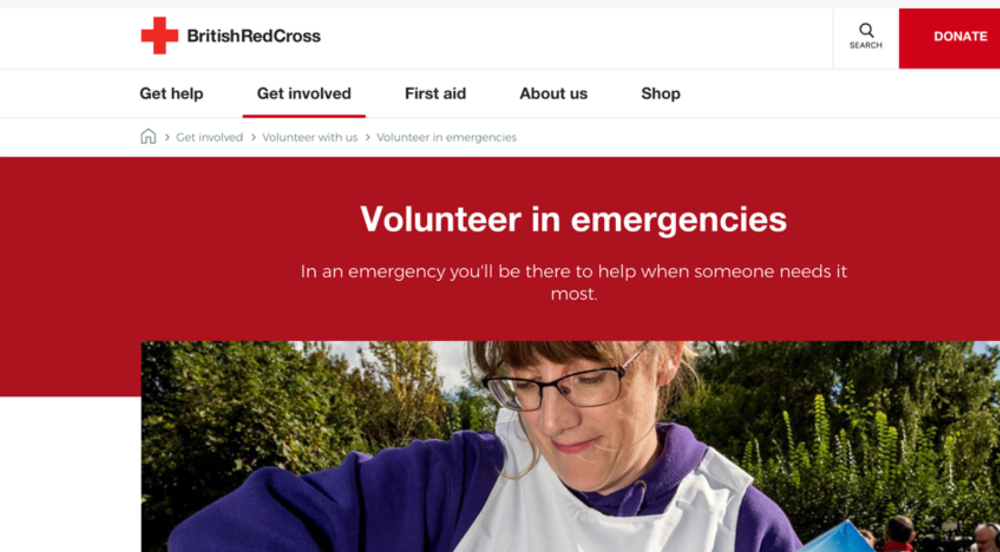 BritishRedCross
SEARCH
DONATE
Get help Get involved First aid About us Shop
> Get involved > Volunteer with us > Volunteer in emergencies
Volunteer in emergencies
In an emergency you'll be there to help when someone needs it
most.